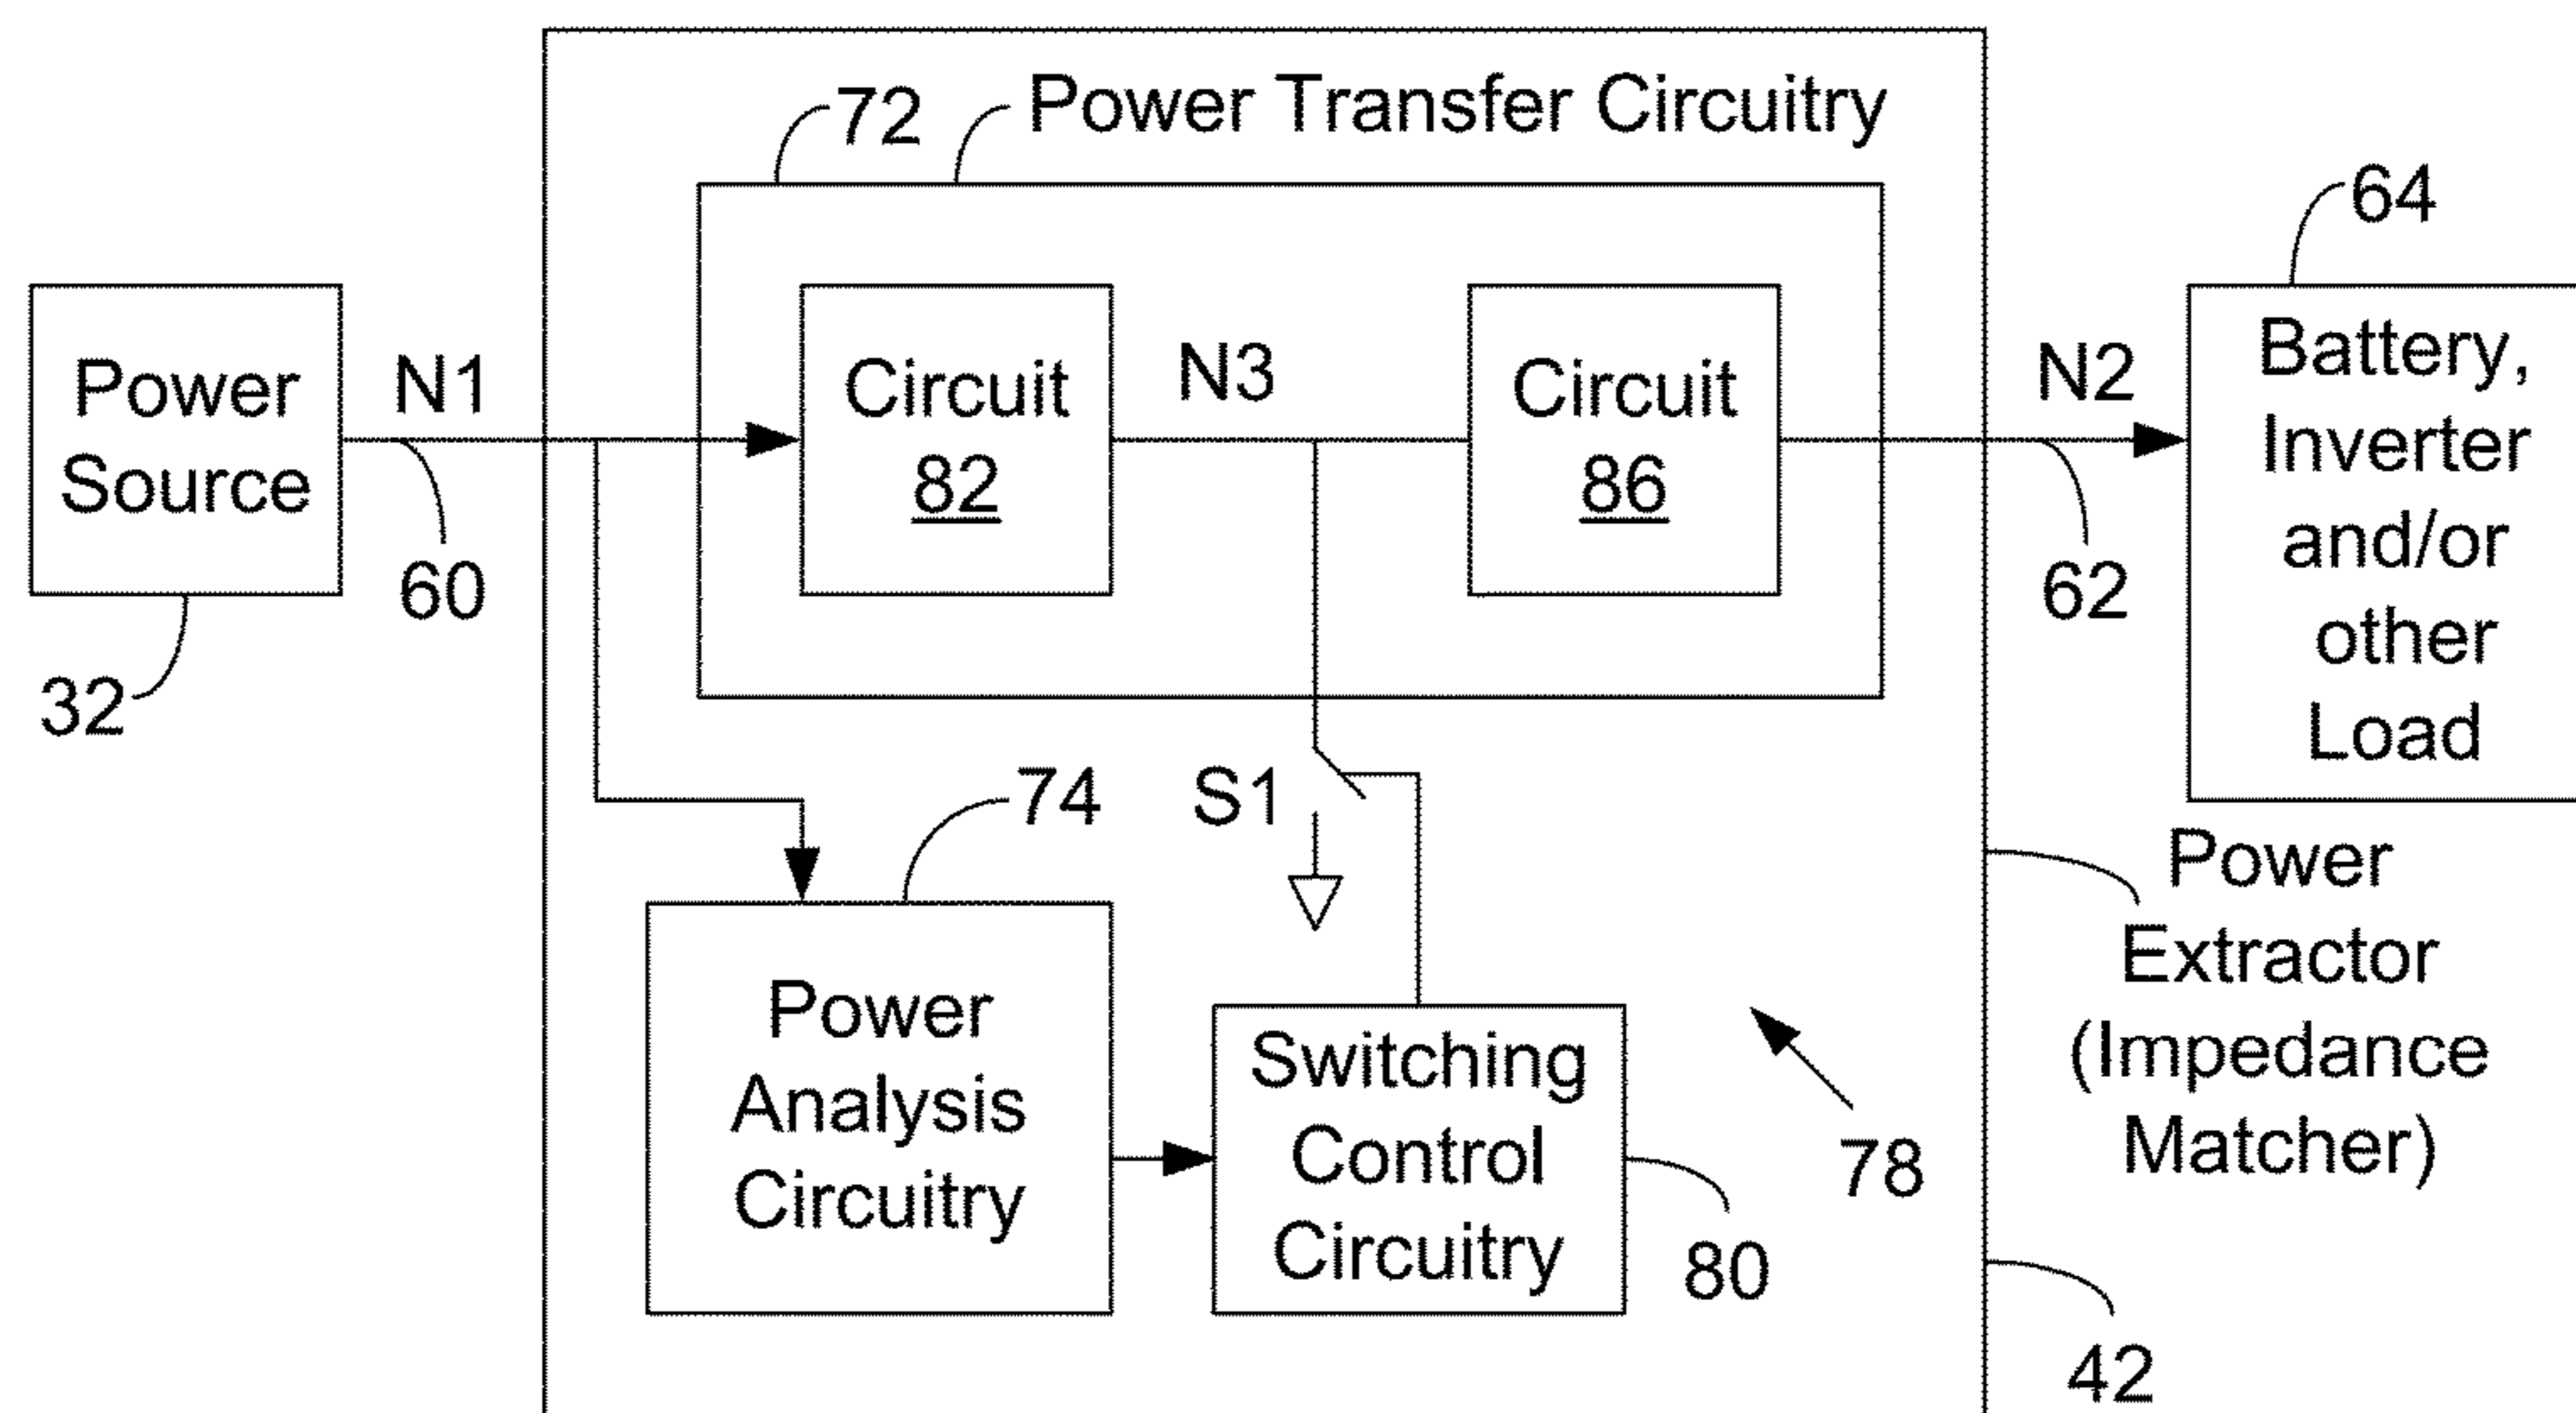 72
Power Transfer Circuitry
64
Power
Source
N1
60
32
Circuit
82
N3
Circuit
86
N2
62
Battery,
Inverter
and/or
other
Load
74
S1
Power
Analysis
Circuitry
Switching
Control
Circuitry
80
78
Power
Extractor
(Impedance
Matcher)
42